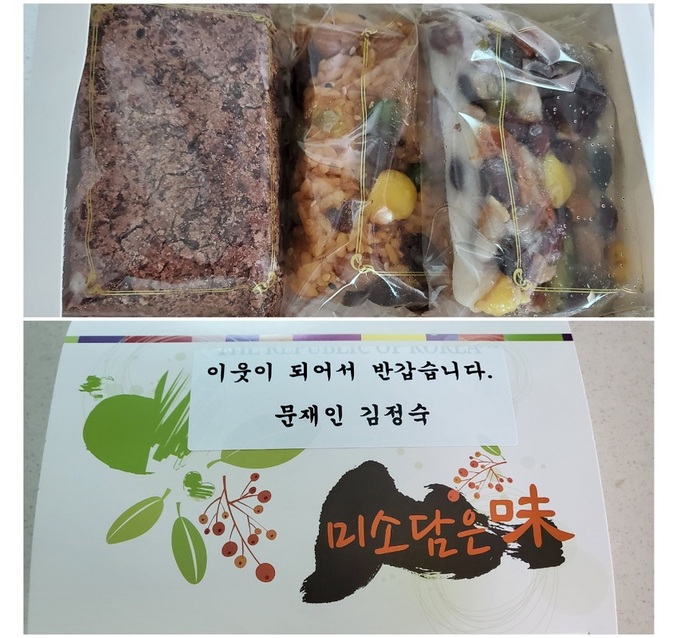 THE REPUBLIC OF KOREA
이웃이 되어서 반갑습니다.
문재인 김정숙
미소담은味